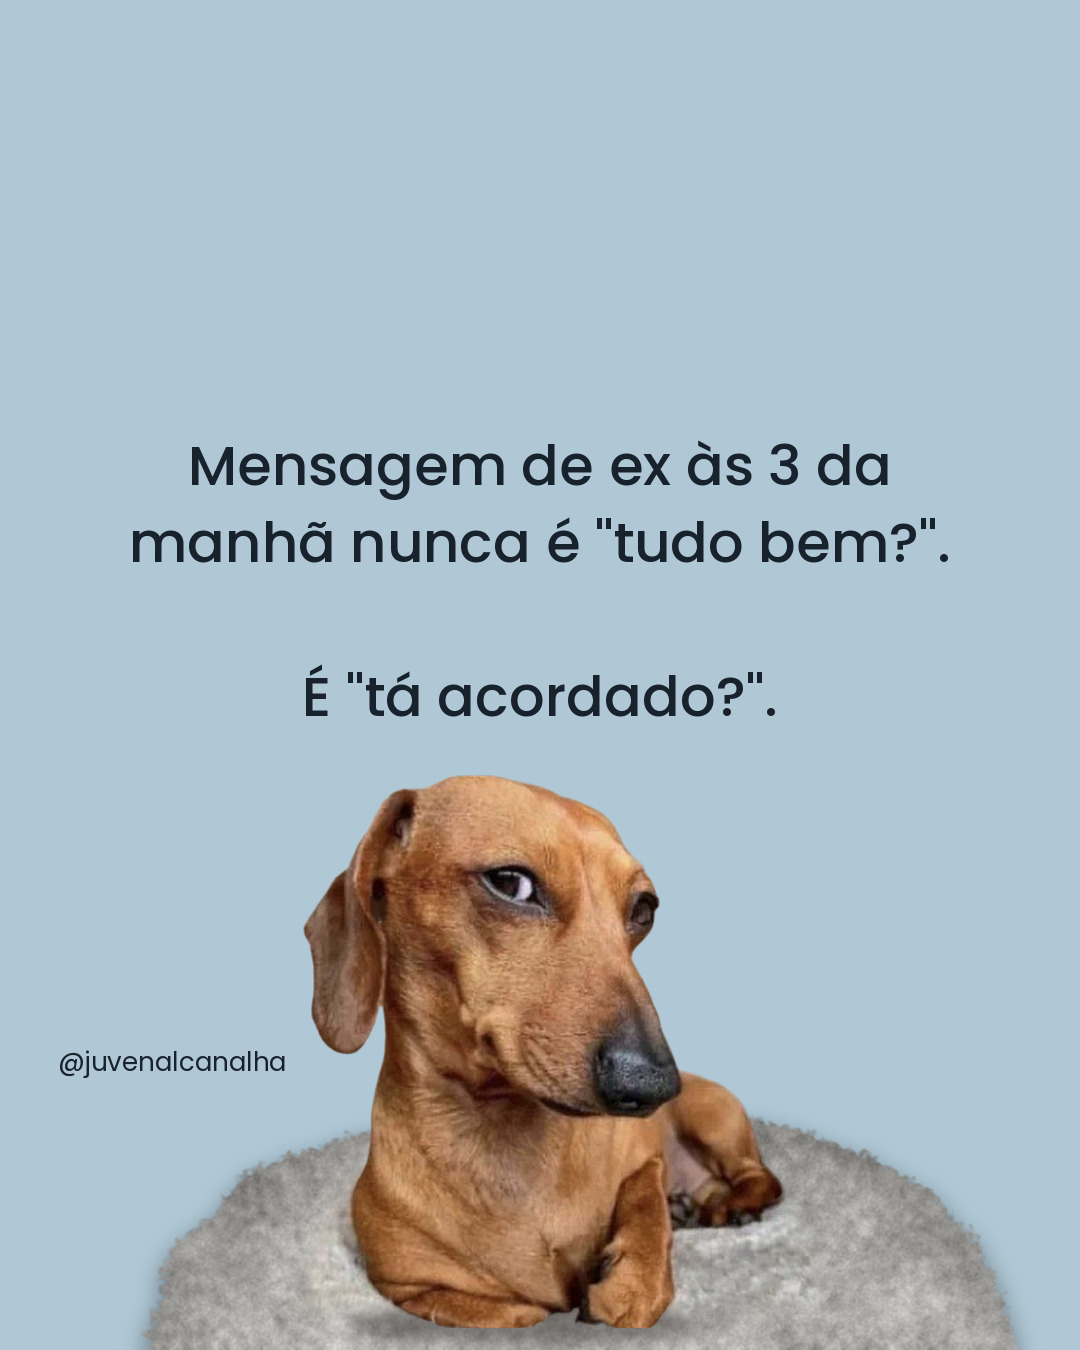 Mensagem de ex às 3 da
manhã nunca é "tudo bem?".
É "tá acordado?".
@juvenalcanalha